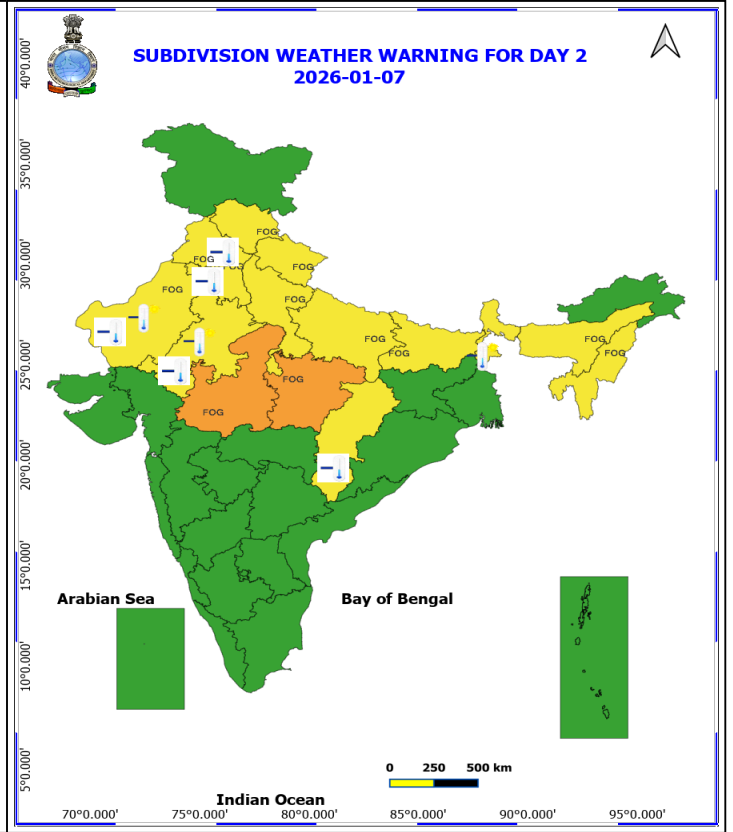 SUBDIVISION WEATHER WARNING FOR DAY 2
2026-01-07
40°0.000'
35°0.000'
30°0.000'
25°0.000'
20°0.000'
15°0.000'
10°0.000'
5°0.000'
FOG
FOG
FOG
FOG
FOG
FOG
FOG
FOG
FOG
FOG
FOG
FOG
Arabian Sea
Bay of Bengal
0 250 500 km
Indian Ocean
70°0.000' 75°0.000' 80°0.000' 85°0.000' 90°0.000' 95°0.000'